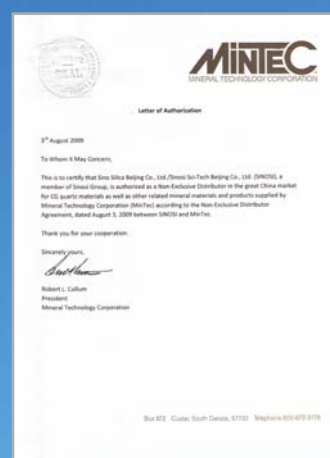 MINTEC
MINERAL TECHNOLOGY CORPORATION
Letter of Authorization
3rd August 2009
To Whom It May Concern,
This is to certify that Sino Silica Beijing Co., Ltd./Sinosi Sci-Tech Beijing Co., Ltd. (SINOSI), a
member of Sinosi Group, is authorized as a Non-Exclusive Distributor in the great China market
for CG quartz materials as well as other related mineral materials and products supplied by
Mineral Technology Corporation (MinTec) according to the Non-Exclusive Distributor
Agreement, dated August 3, 2009 between SINOSI and MinTec.
Thank you for your cooperation.
Sincerely yours,
Robert L. Cullum
President
Mineral Technology Corporation
Box 872 Custer, South Dakota, 57730 Telephone 605-673-